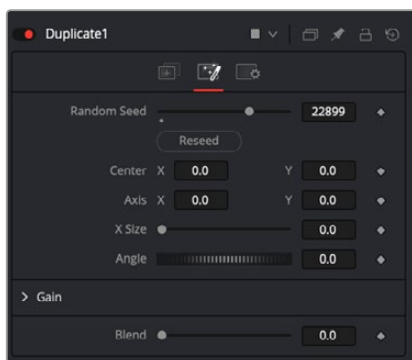 Duplicate1
Random Seed 22899
Reseed
Center X 0.0 Y 0.0
Axis X 0.0 Y 0.0
X Size 0.0
Angle 0.0
> Gain
Blend 0.0